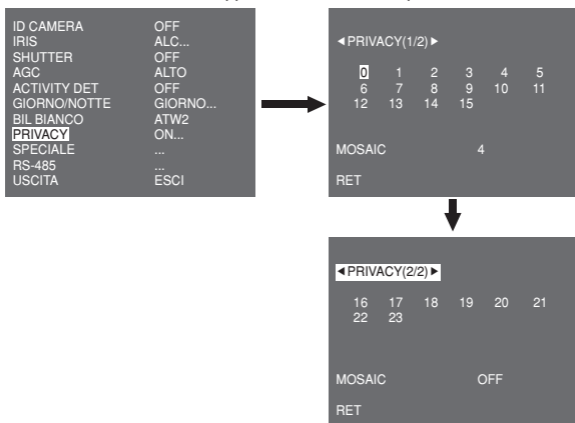 ID CAMERA OFF
IRIS ALC...
SHUTTER OFF
AGC ALTO
ACTIVITY DET OFF
GIORNO/NOTTE GIORNO...
BIL BIANCO ATW2
PRIVACY ON...
SPECIALE ...
RS-485 ...
USCITA ESCI
◄PRIVACY(1/2)►
0 1 2 3 4 5
6 7 8 9 10 11
12 13 14 15
MOSAIC 4
RET
◄PRIVACY(2/2)►
16 17 18 19 20 21
22 23
MOSAIC OFF
RET